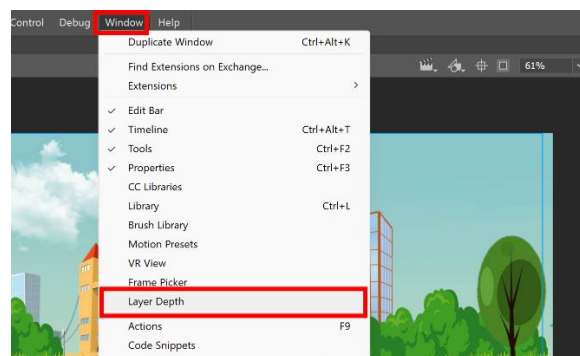 Control Debug Window Help
Duplicate Window Ctrl+Alt+K
Find Extensions on Exchange...
Extensions >
61%
✓ Edit Bar
✓ Timeline Ctrl+Alt+T
✓ Tools Ctrl+F2
✓ Properties Ctrl+F3
CC Libraries
Library Ctrl+L
Brush Library
Motion Presets
VR View
Frame Picker
Layer Depth
Actions F9
Code Snippets